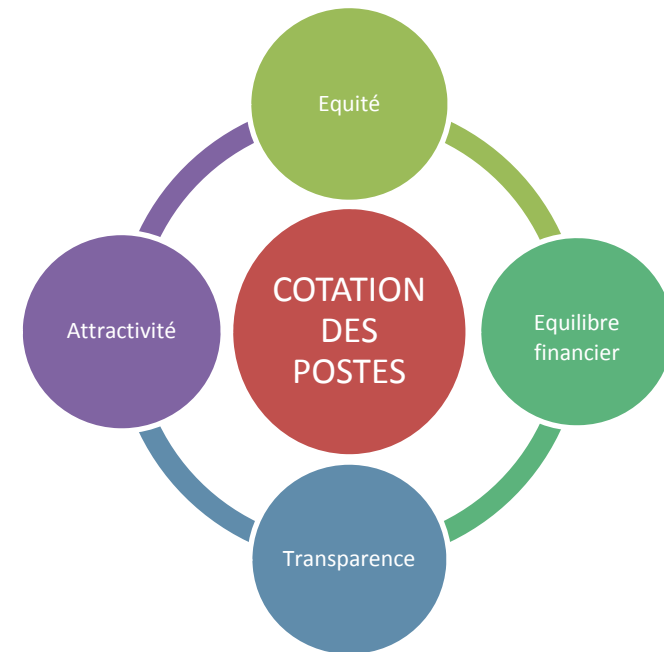 Equité
COTATION
DES
POSTES
Attractivité
Equilibre
financier
Transparence